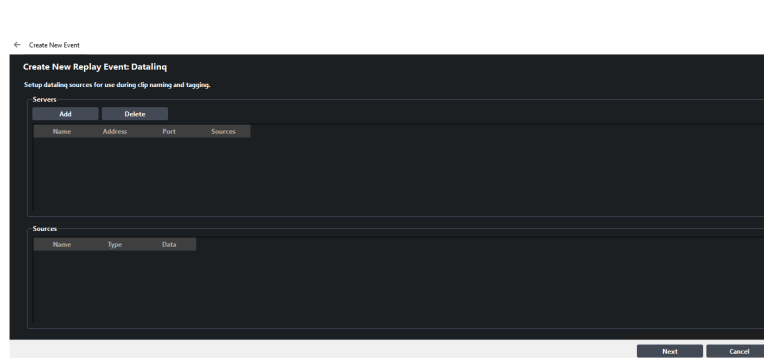 ← Create New Event
Create New Replay Event: Datalinq
Setup datalinq sources for use during clip naming and tagging.
Servers
Add Delete
Name Address Port Sources
Sources
Name Type Data
Next Cancel